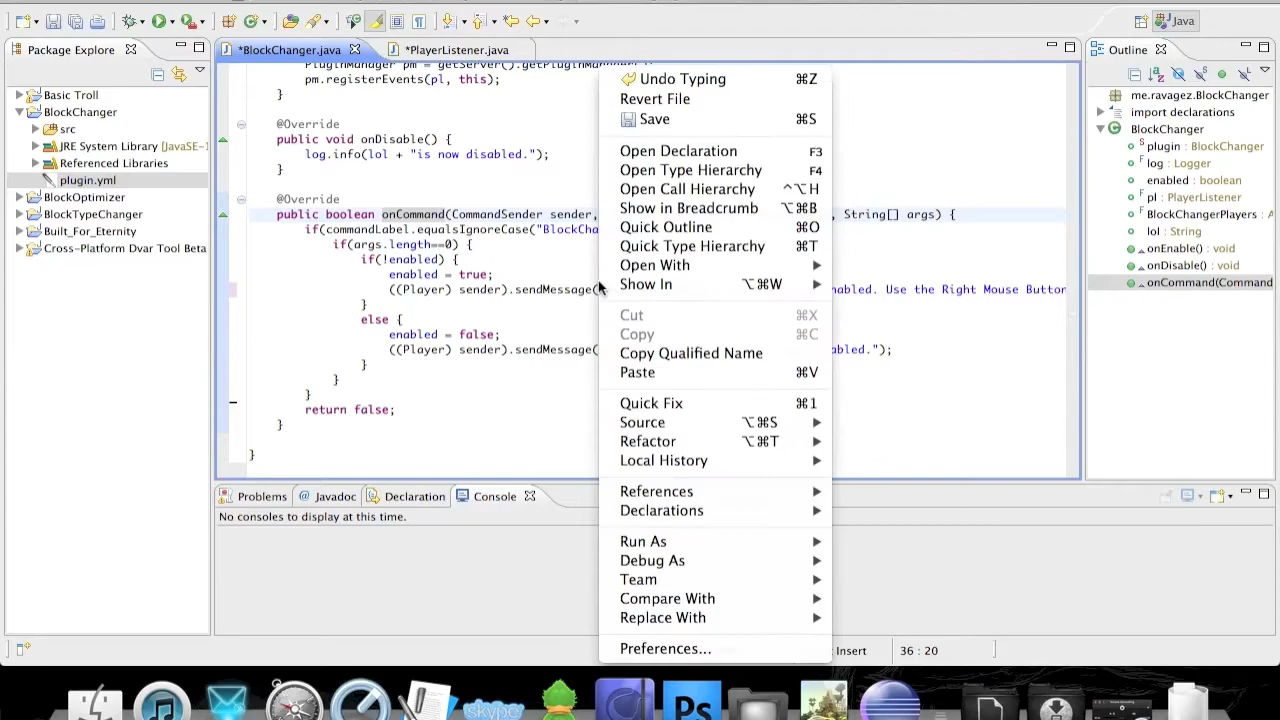 Java
Package Explore
*BlockChanger.java
*PlayerListener.java
Outline
Basic Troll
BlockChanger
src
JRE System Library [JavaSE-1
Referenced Libraries
plugin.yml
BlockOptimizer
BlockTypeChanger
Built_For_Eternity
Cross-Platform Dvar Tool Beta
PluginManager pm = getServer().getPluginManager
pm.registerEvents(pl, this);
}
@Override
public void onDisable() {
log.info(lol + "is now disabled.");
}
@Override
public boolean onCommand(CommandSender sender, , String[] args) {
if(commandLabel.equalsIgnoreCase("BlockCha
if(args.length==0) {
if(!enabled) {
enabled = true;
((Player) sender).sendMessage( nabled. Use the Right Mouse Button
}
else {
enabled = false;
((Player) sender).sendMessage( abled.");
}
}
}
return false;
}
}
Undo Typing ⌘Z
Revert File
Save ⌘S
Open Declaration F3
Open Type Hierarchy F4
Open Call Hierarchy ^⌥H
Show in Breadcrumb ⌥⌘B
Quick Outline ⌘O
Quick Type Hierarchy ⌘T
Open With
Show In ⌥⌘W
Cut ⌘X
Copy ⌘C
Copy Qualified Name
Paste ⌘V
Quick Fix ⌘1
Source ⌥⌘S
Refactor ⌥⌘T
Local History
References
Declarations
Run As
Debug As
Team
Compare With
Replace With
Preferences...
me.ravagez.BlockChanger
import declarations
BlockChanger
plugin : BlockChanger
log : Logger
enabled : boolean
pl : PlayerListener
BlockChangerPlayers :
lol : String
onEnable() : void
onDisable() : void
onCommand(Command
Problems
Javadoc
Declaration
Console
No consoles to display at this time.
Insert
36 : 20
skype
Ps